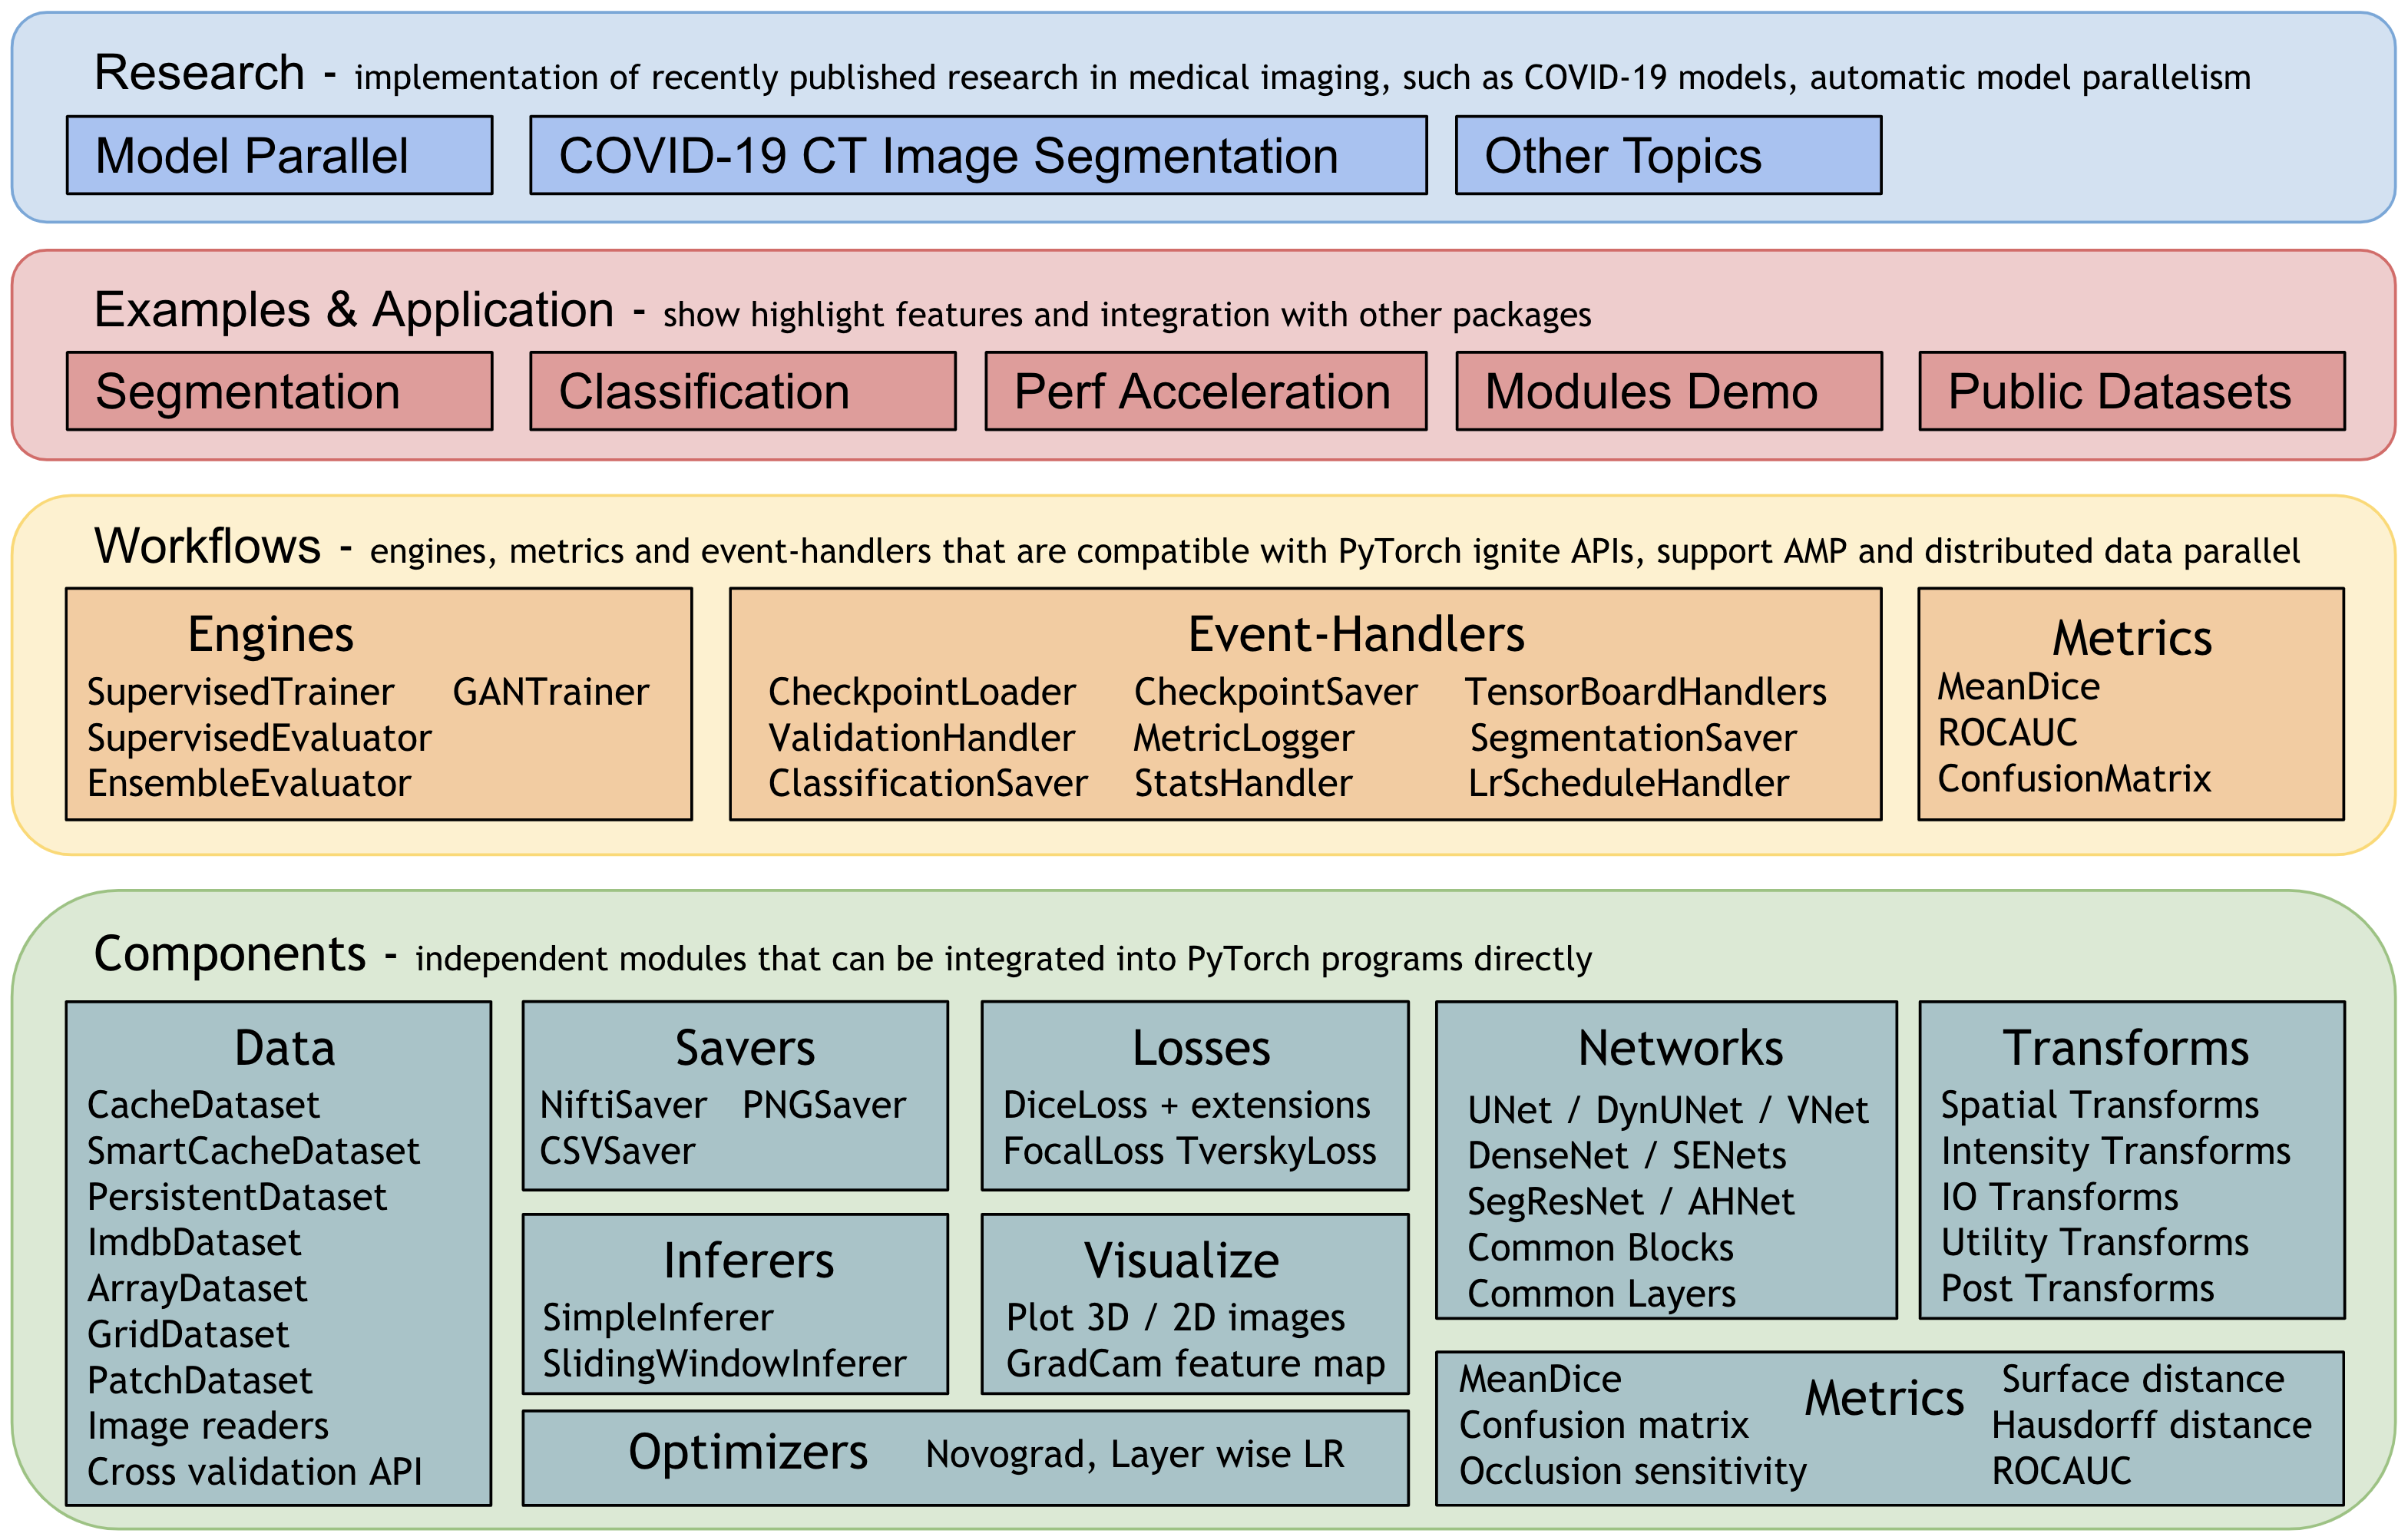 Research - implementation of recently published research in medical imaging, such as COVID-19 models, automatic model parallelism
Model Parallel
COVID-19 CT Image Segmentation
Other Topics
Examples & Application - show highlight features and integration with other packages
Segmentation
Classification
Perf Acceleration
Modules Demo
Public Datasets
Workflows - engines, metrics and event-handlers that are compatible with PyTorch ignite APIs, support AMP and distributed data parallel
Engines
SupervisedTrainer GANTrainer
SupervisedEvaluator
EnsembleEvaluator
Event-Handlers
CheckpointLoader CheckpointSaver TensorBoardHandlers
ValidationHandler MetricLogger SegmentationSaver
ClassificationSaver StatsHandler LrScheduleHandler
Metrics
MeanDice
ROCAUC
ConfusionMatrix
Components - independent modules that can be integrated into PyTorch programs directly
Data
CacheDataset
SmartCacheDataset
PersistentDataset
ImdbDataset
ArrayDataset
GridDataset
PatchDataset
Image readers
Cross validation API
Savers
NiftiSaver PNGSaver
CSVSaver
Losses
DiceLoss + extensions
FocalLoss TverskyLoss
Networks
UNet / DynUNet / VNet
DenseNet / SENets
SegResNet / AHNet
Common Blocks
Common Layers
Transforms
Spatial Transforms
Intensity Transforms
IO Transforms
Utility Transforms
Post Transforms
Inferers
SimpleInferer
SlidingWindowInferer
Visualize
Plot 3D / 2D images
GradCam feature map
Optimizers Novograd, Layer wise LR
Metrics
MeanDice
Confusion matrix
Occlusion sensitivity
Surface distance
Hausdorff distance
ROCAUC